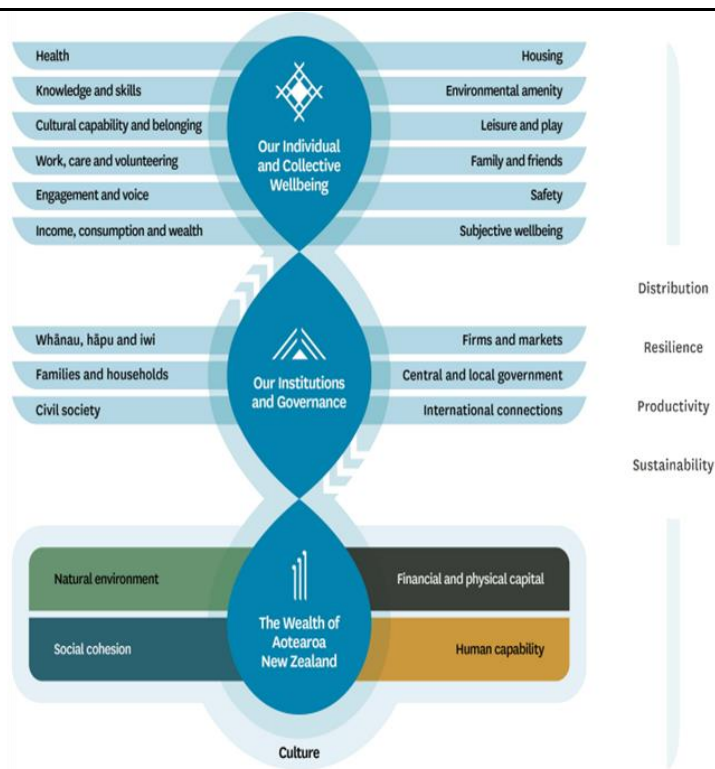 Health
Housing
Knowledge and skills
Environmental amenity
Cultural capability and belonging
Leisure and play
Work, care and volunteering
Family and friends
Engagement and voice
Safety
Income, consumption and wealth
Subjective wellbeing
Our Individual
and Collective
Wellbeing
Whānau, hāpu and iwi
Firms and markets
Families and households
Central and local government
Civil society
International connections
Our Institutions
and Governance
Natural environment
Financial and physical capital
Social cohesion
Human capability
The Wealth of
Aotearoa
New Zealand
Culture
Distribution
Resilience
Productivity
Sustainability